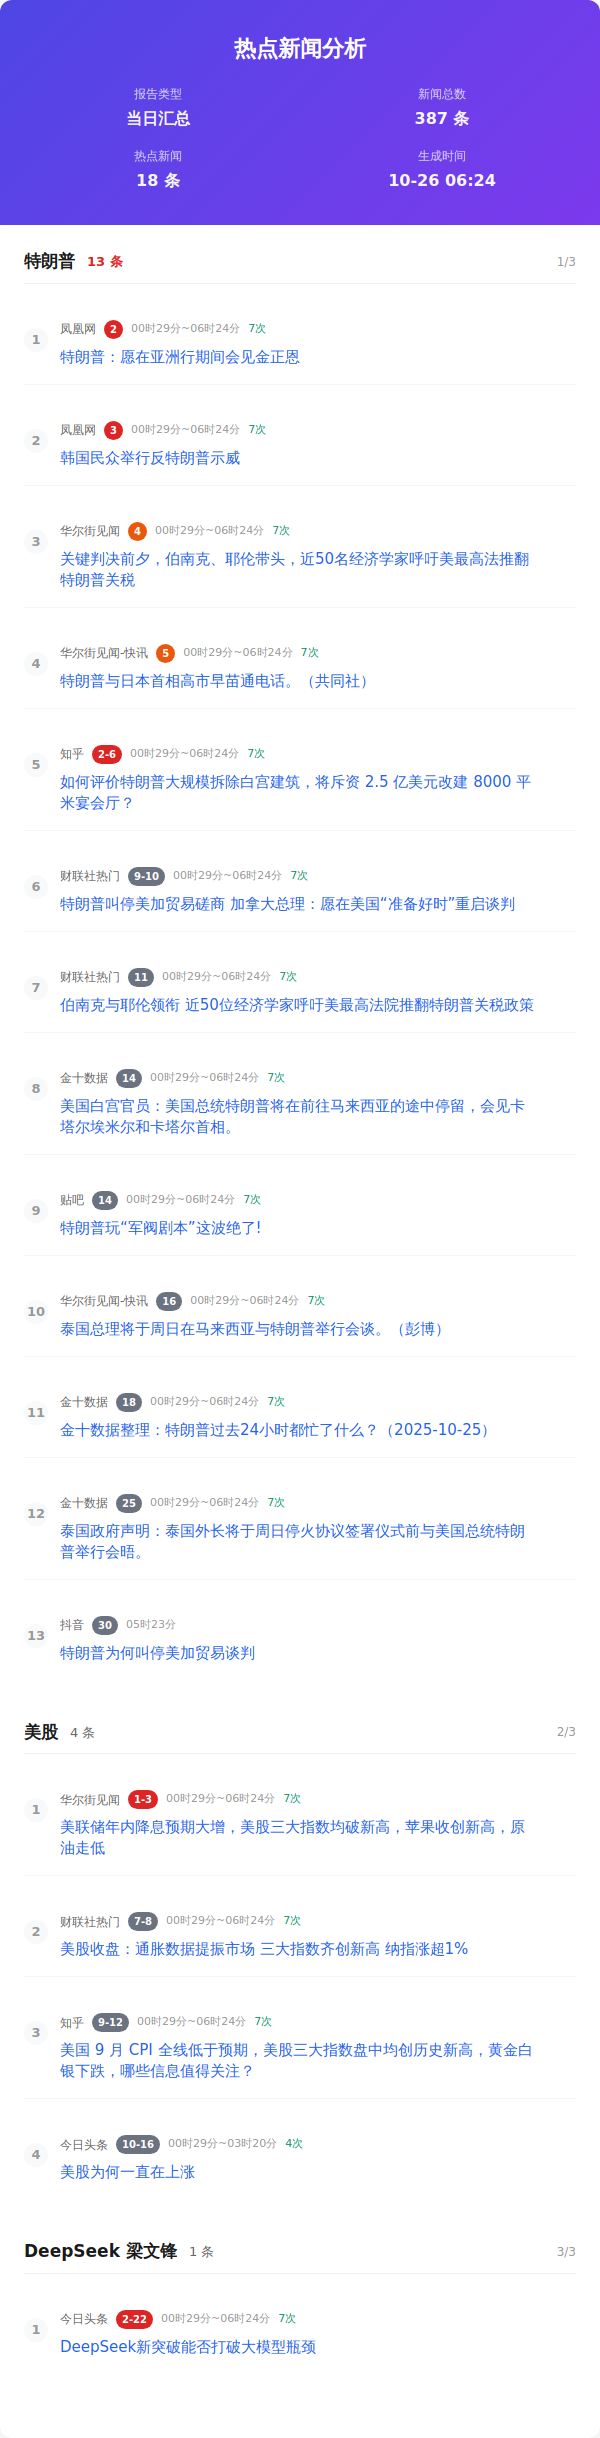 热点新闻分析
报告类型
新闻总数
当日汇总
387 条
热点新闻
生成时间
18 条
10-26 06:24
特朗普 13 条 1/3
1 凤凰网 2 00时29分~06时24分 7次
特朗普：愿在亚洲行期间会见金正恩
2 凤凰网 3 00时29分~06时24分 7次
韩国民众举行反特朗普示威
3 华尔街见闻 4 00时29分~06时24分 7次
关键判决前夕，伯南克、耶伦带头，近50名经济学家呼吁美最高法推翻
特朗普关税
4 华尔街见闻-快讯 5 00时29分~06时24分 7次
特朗普与日本首相高市早苗通电话。（共同社）
5 知乎 2-6 00时29分~06时24分 7次
如何评价特朗普大规模拆除白宫建筑，将斥资 2.5 亿美元改建 8000 平
米宴会厅？
6 财联社热门 9-10 00时29分~06时24分 7次
特朗普叫停美加贸易磋商 加拿大总理：愿在美国“准备好时”重启谈判
7 财联社热门 11 00时29分~06时24分 7次
伯南克与耶伦领衔 近50位经济学家呼吁美最高法院推翻特朗普关税政策
8 金十数据 14 00时29分~06时24分 7次
美国白宫官员：美国总统特朗普将在前往马来西亚的途中停留，会见卡
塔尔埃米尔和卡塔尔首相。
9 贴吧 14 00时29分~06时24分 7次
特朗普玩“军阀剧本”这波绝了!
10 华尔街见闻-快讯 16 00时29分~06时24分 7次
泰国总理将于周日在马来西亚与特朗普举行会谈。（彭博）
11 金十数据 18 00时29分~06时24分 7次
金十数据整理：特朗普过去24小时都忙了什么？（2025-10-25）
12 金十数据 25 00时29分~06时24分 7次
泰国政府声明：泰国外长将于周日停火协议签署仪式前与美国总统特朗
普举行会晤。
13 抖音 30 05时23分
特朗普为何叫停美加贸易谈判
美股 4 条 2/3
1 华尔街见闻 1-3 00时29分~06时24分 7次
美联储年内降息预期大增，美股三大指数均破新高，苹果收创新高，原
油走低
2 财联社热门 7-8 00时29分~06时24分 7次
美股收盘：通胀数据提振市场 三大指数齐创新高 纳指涨超1%
3 知乎 9-12 00时29分~06时24分 7次
美国 9 月 CPI 全线低于预期，美股三大指数盘中均创历史新高，黄金白
银下跌，哪些信息值得关注？
4 今日头条 10-16 00时29分~03时20分 4次
美股为何一直在上涨
DeepSeek 梁文锋 1 条 3/3
1 今日头条 2-22 00时29分~06时24分 7次
DeepSeek新突破能否打破大模型瓶颈